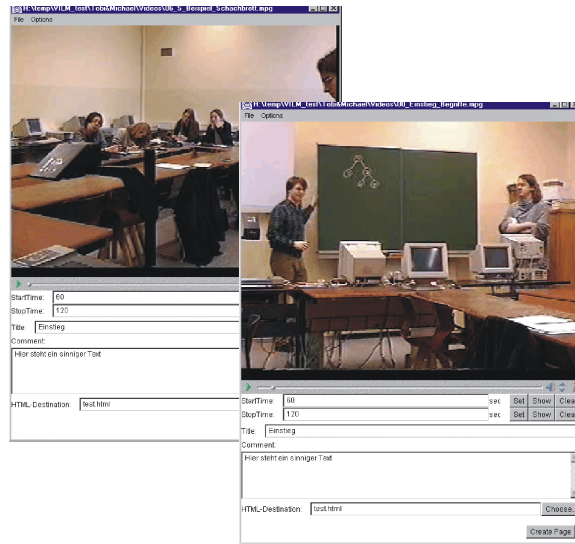 H:\temp\VILM_test\Tobi&Michael\Videos\06_S_Beispiel_Schachbrett.mpg
File Options
StartTime: 60
StopTime: 120
Title: Einstieg
Comment:
Hier steht ein sinniger Text
HTML-Destination: test.html
H:\temp\VILM_test\Tobi&Michael\Videos\00_Einstieg_Begriffe.mpg
File Options
StartTime: 60 sec Set Show Clea
StopTime: 120 sec Set Show Clea
Title: Einstieg
Comment:
Hier steht ein sinniger Text
HTML-Destination: test.html Choose..
Create Page